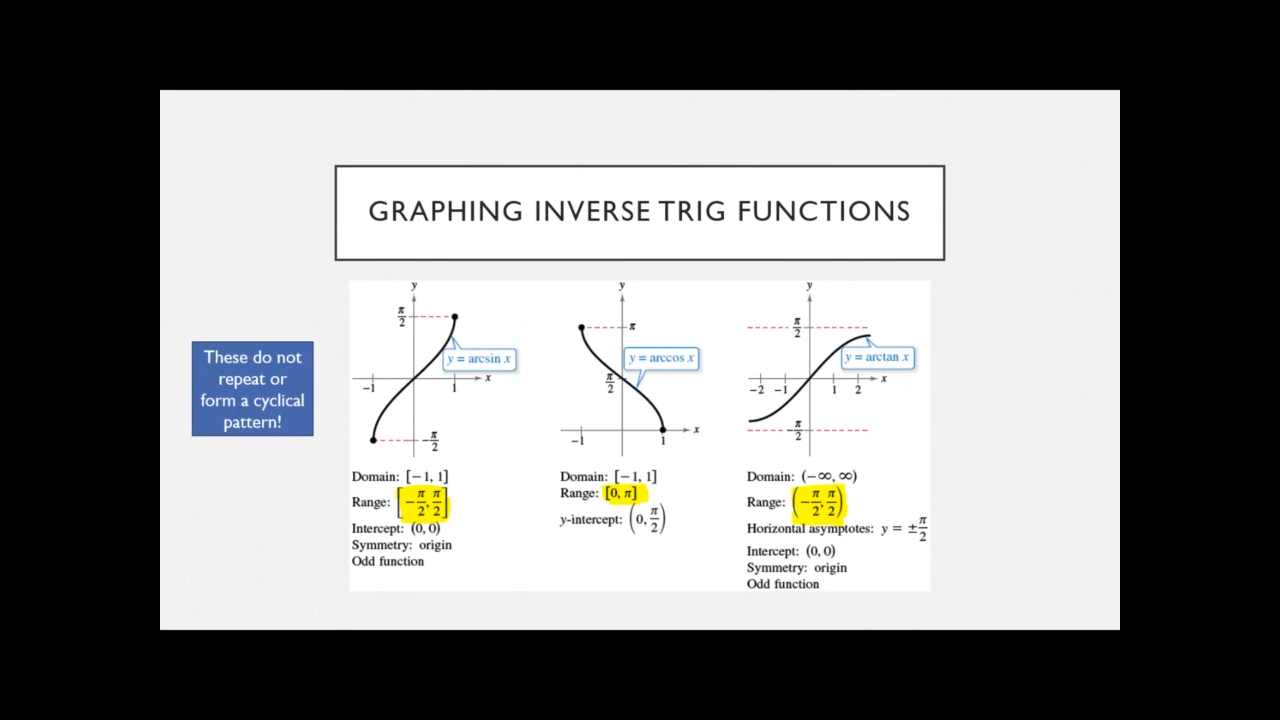 GRAPHING INVERSE TRIG FUNCTIONS
These do not
repeat or
form a cyclical
pattern!
y
π/2
y = arcsin x
−1
1
x
−π/2
Domain: [−1, 1]
Range: [−π/2, π/2]
Intercept: (0, 0)
Symmetry: origin
Odd function
y
π
y = arccos x
π/2
−1
1
x
Domain: [−1, 1]
Range: [0, π]
y-intercept: (0, π/2)
y
π/2
y = arctan x
−2 −1
1 2
x
−π/2
Domain: (−∞, ∞)
Range: (−π/2, π/2)
Horizontal asymptotes: y = ±π/2
Intercept: (0, 0)
Symmetry: origin
Odd function